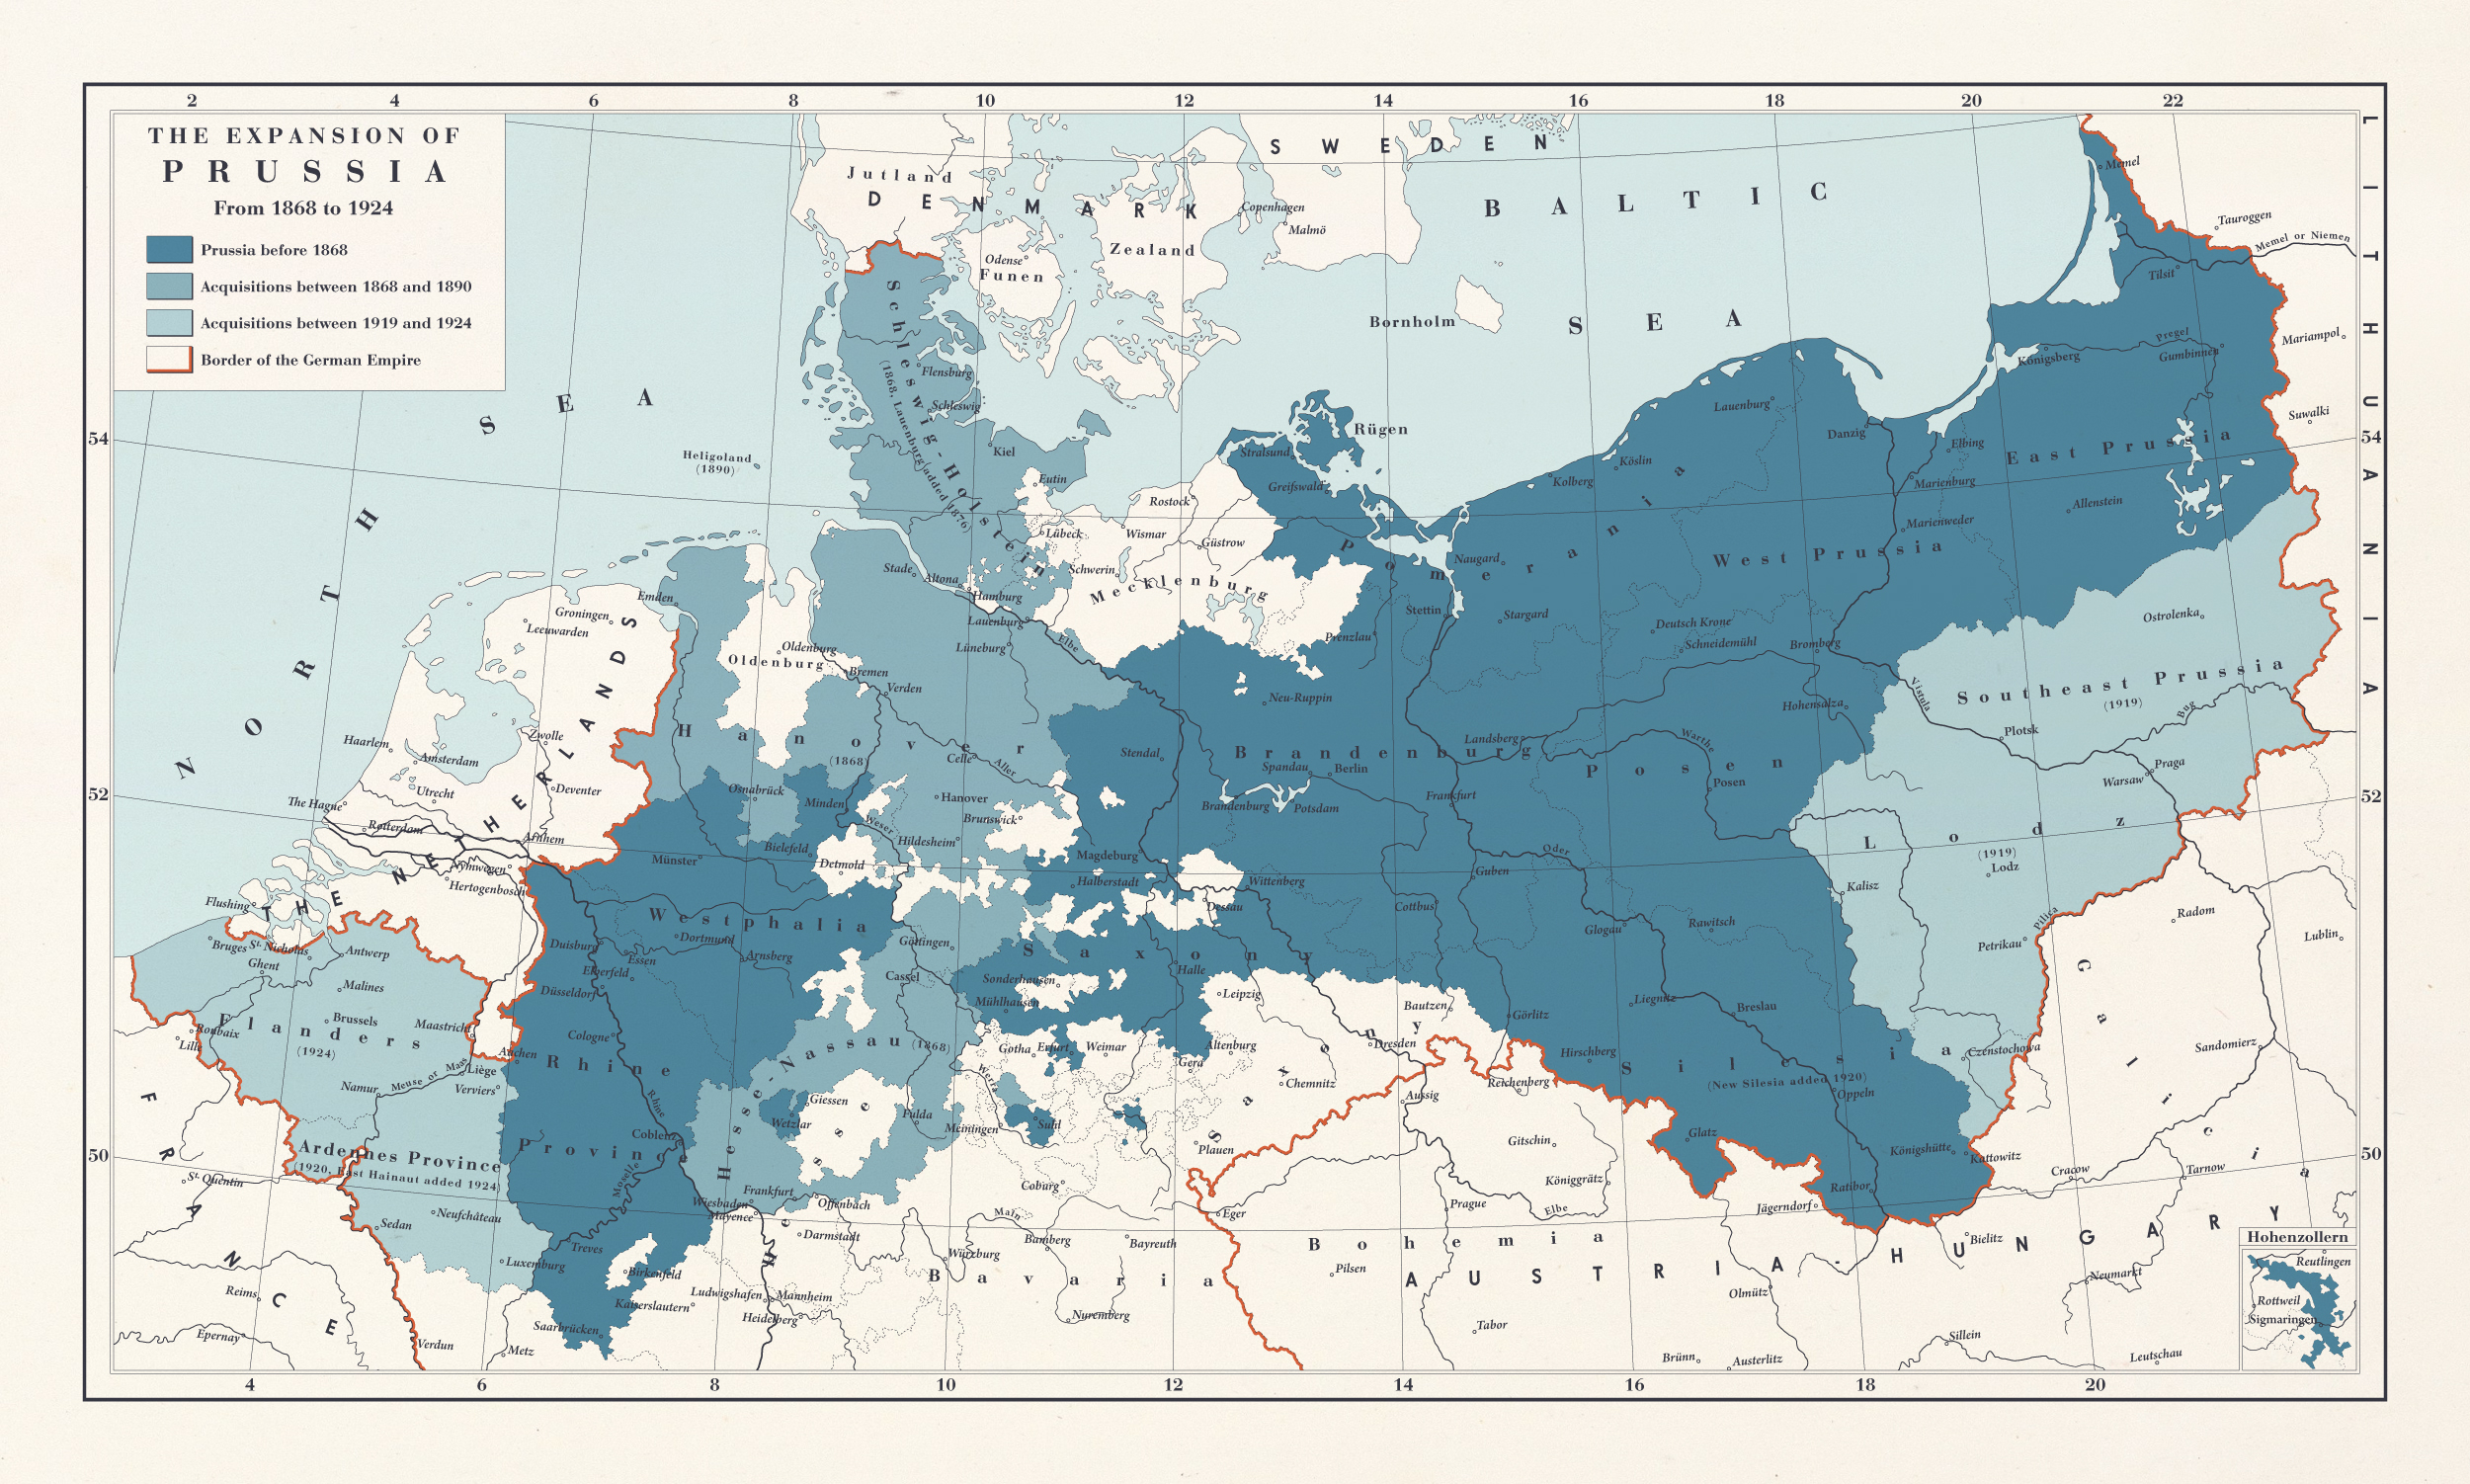 2 4 6 8 10 12 14 16 18 20 22
THE EXPANSION OF
PRUSSIA
From 1868 to 1924
Prussia before 1868
Acquisitions between 1868 and 1890
Acquisitions between 1919 and 1924
Border of the German Empire
NORTH SEA
BALTIC
SEA
SWEDEN
DENMARK
Jutland
Zealand
Funen
Odense
Copenhagen
Malmö
Bornholm
LITHUANIA
Memel
Tauroggen
Memel or Niemen
Tilsit
Mariampol
Pregel
Königsberg
Gumbinnen
Suwalki
54
54
Heligoland
(1890)
Schleswig-Holstein
(1868, Lauenburg added 1876)
Flensburg
Schleswig
Kiel
Eutin
Lübeck
Stade
Altona
Hamburg
Lauenburg
Lüneburg
Elbe
Rügen
Stralsund
Greifswald
Rostock
Wismar
Güstrow
Schwerin
Mecklenburg
Pomerania
Lauenburg
Köslin
Kolberg
Naugard
Stettin
Stargard
Prenzlau
Danzig
Elbing
Marienburg
Marienweder
West Prussia
East Prussia
Allenstein
Deutsch Krone
Schneidemühl
Bromberg
Hohensalza
Ostrolenka
Southeast Prussia
(1919)
Vistula
Bug
Plotsk
Praga
Warsaw
THE NETHERLANDS
Groningen
Leeuwarden
Emden
Zwolle
Haarlem
Amsterdam
Utrecht
Deventer
The Hague
Rotterdam
Arnhem
Nymwegen
Hertogenbosch
Flushing
52
52
Oldenburg
Oldenburg
Bremen
Verden
Hanover
(1868)
Celle
Aller
Osnabrück
Minden
Hanover
Brunswick
Weser
Hildesheim
Bielefeld
Detmold
Münster
Neu-Ruppin
Stendal
Brandenburg
Spandau
Berlin
Brandenburg
Potsdam
Landsberg
Frankfurt
Warthe
Posen
Posen
Magdeburg
Halberstadt
Wittenberg
Dessau
Guben
Oder
Cottbus
Glogau
Rawitsch
Lodz
(1919)
Lodz
Kalisz
Petrikau
Pilica
Radom
Lublin
Westphalia
Dortmund
Duisburg
Essen
Elberfeld
Arnsberg
Düsseldorf
Göttingen
Cassel
Saxony
Sonderhausen
Mühlhausen
Halle
Leipzig
Bautzen
Görlitz
Liegnitz
Breslau
Bruges
St. Nicholas
Antwerp
Ghent
Malines
Brussels
Flanders
(1924)
Roubaix
Lille
Maastricht
Aachen
Liège
Verviers
Namur
Meuse or Maas
Cologne
Rhine
Province
Rhine
Coblenz
Moselle
Hesse-Nassau (1868)
Wetzlar
Giessen
Fulda
Werra
Meiningen
Suhl
Gotha
Erfurt
Weimar
Gera
Altenburg
Saxony
Dresden
Chemnitz
Plauen
Hirschberg
Reichenberg
Aussig
Silesia
(New Silesia added 1920)
Oppeln
Czenstochowa
Glatz
Königshütte
Kattowitz
Ratibor
Galicia
Sandomierz
50
50
Ardennes Province
(1920, East Hainaut added 1924)
St. Quentin
Sedan
Neufchâteau
Luxemburg
Treves
Birkenfeld
Kaiserslautern
Saarbrücken
Metz
Verdun
Reims
Epernay
FRANCE
Wiesbaden
Frankfurt
Mayence
Offenbach
Hesse
Darmstadt
Ludwigshafen
Mannheim
Heidelberg
Coburg
Main
Bamberg
Bayreuth
Würzburg
Bavaria
Nuremberg
Eger
Bohemia
Prague
Elbe
Gitschin
Königgrätz
Pilsen
Tabor
AUSTRIA-HUNGARY
Jägerndorf
Olmütz
Brünn
Austerlitz
Bielitz
Cracow
Tarnow
Neumarkt
Sillein
Leutschau
Hohenzollern
Reutlingen
Rottweil
Sigmaringen
4 6 8 10 12 14 16 18 20